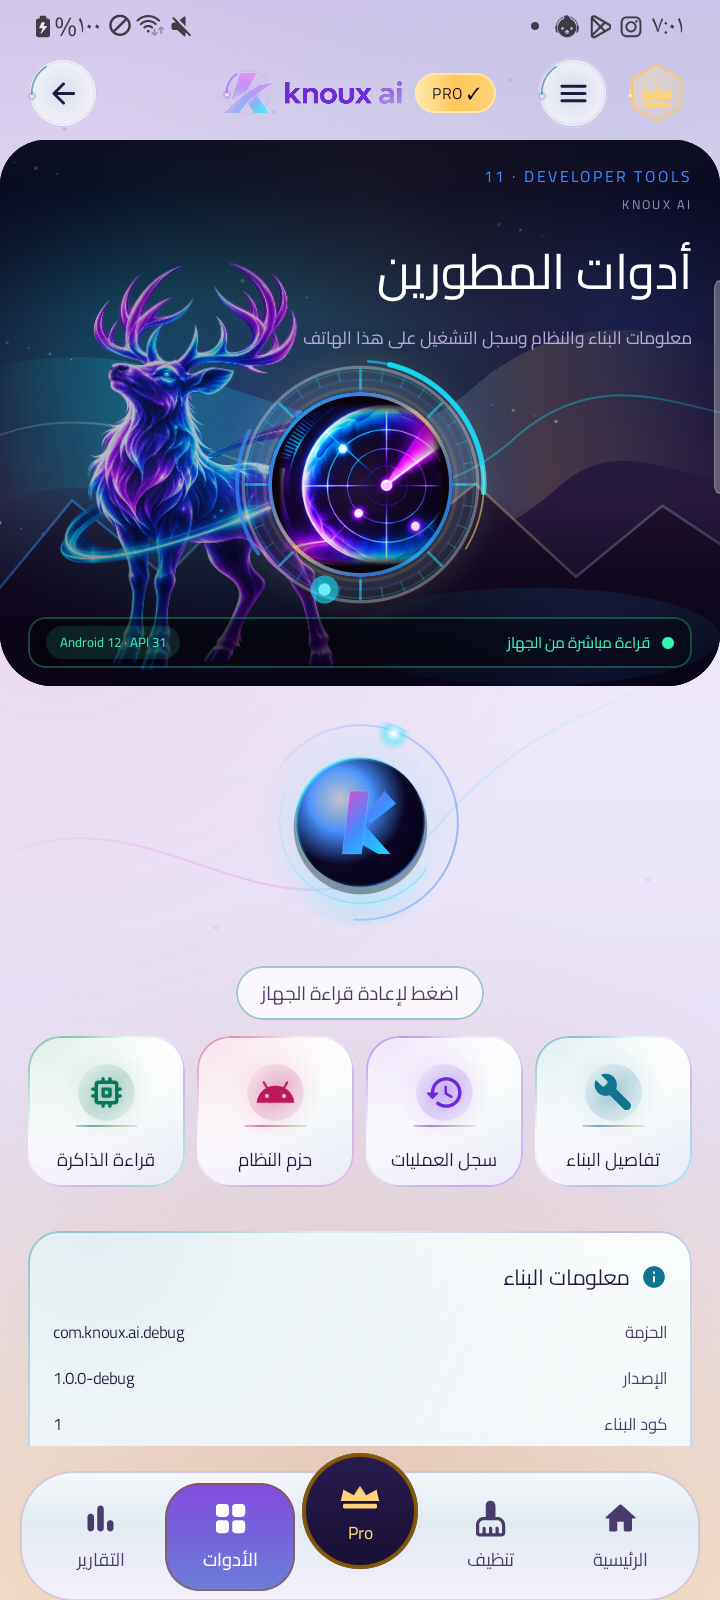 ٧:٠١
%١٠٠
knoux ai
PRO ✓
11 · DEVELOPER TOOLS
KNOUX AI
أدوات المطورين
معلومات البناء والنظام وسجل التشغيل على هذا الهاتف
قراءة مباشرة من الجهاز
Android 12 · API 31
اضغط لإعادة قراءة الجهاز
تفاصيل البناء
سجل العمليات
حزم النظام
قراءة الذاكرة
معلومات البناء
الحزمة com.knoux.ai.debug
الإصدار 1.0.0-debug
كود البناء 1
الرئيسية
تنظيف
Pro
الأدوات
التقارير